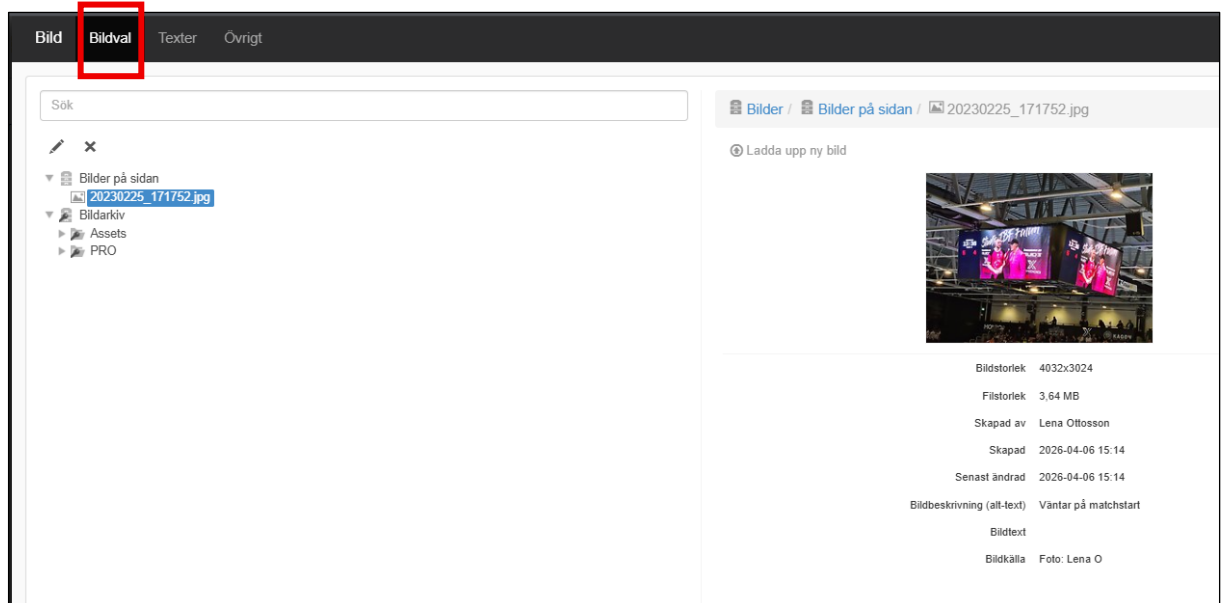 Bild Bildval Texter Övrigt
Sök
Bilder på sidan
20230225_171752.jpg
Bildarkiv
Assets
PRO
Bilder / Bilder på sidan / 20230225_171752.jpg
Ladda upp ny bild
IBF Falun
Bildstorlek 4032x3024
Filstorlek 3,64 MB
Skapad av Lena Ottosson
Skapad 2026-04-06 15:14
Senast ändrad 2026-04-06 15:14
Bildbeskrivning (alt-text) Väntar på matchstart
Bildtext
Bildkälla Foto: Lena O